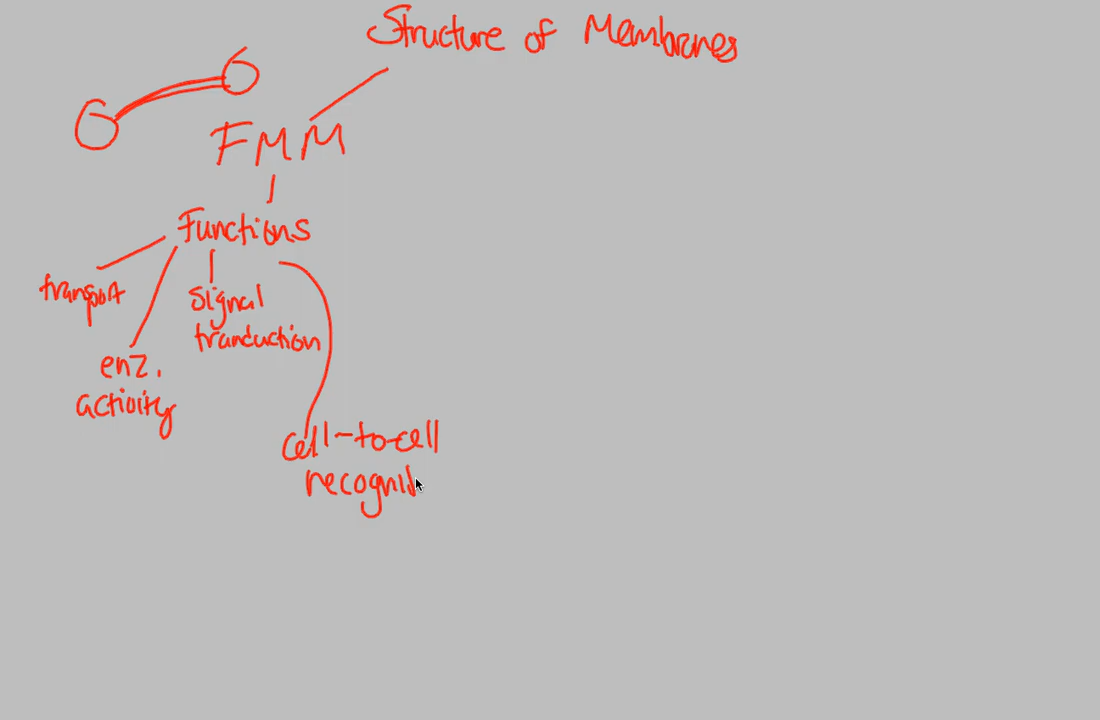 Structure of Membranes
FMM
Functions
transport
signal
tranduction
enz.
activity
cell-to-cell
recogni